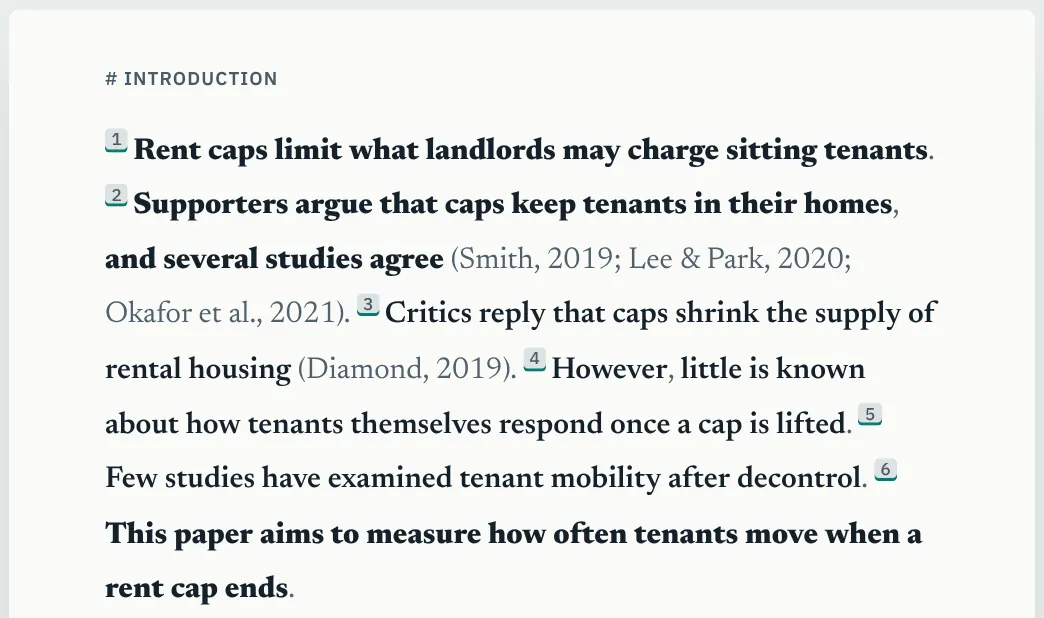 # INTRODUCTION
1 Rent caps limit what landlords may charge sitting tenants.
2 Supporters argue that caps keep tenants in their homes,
and several studies agree (Smith, 2019; Lee & Park, 2020;
Okafor et al., 2021). 3 Critics reply that caps shrink the supply of
rental housing (Diamond, 2019). 4 However, little is known
about how tenants themselves respond once a cap is lifted. 5
Few studies have examined tenant mobility after decontrol. 6
This paper aims to measure how often tenants move when a
rent cap ends.